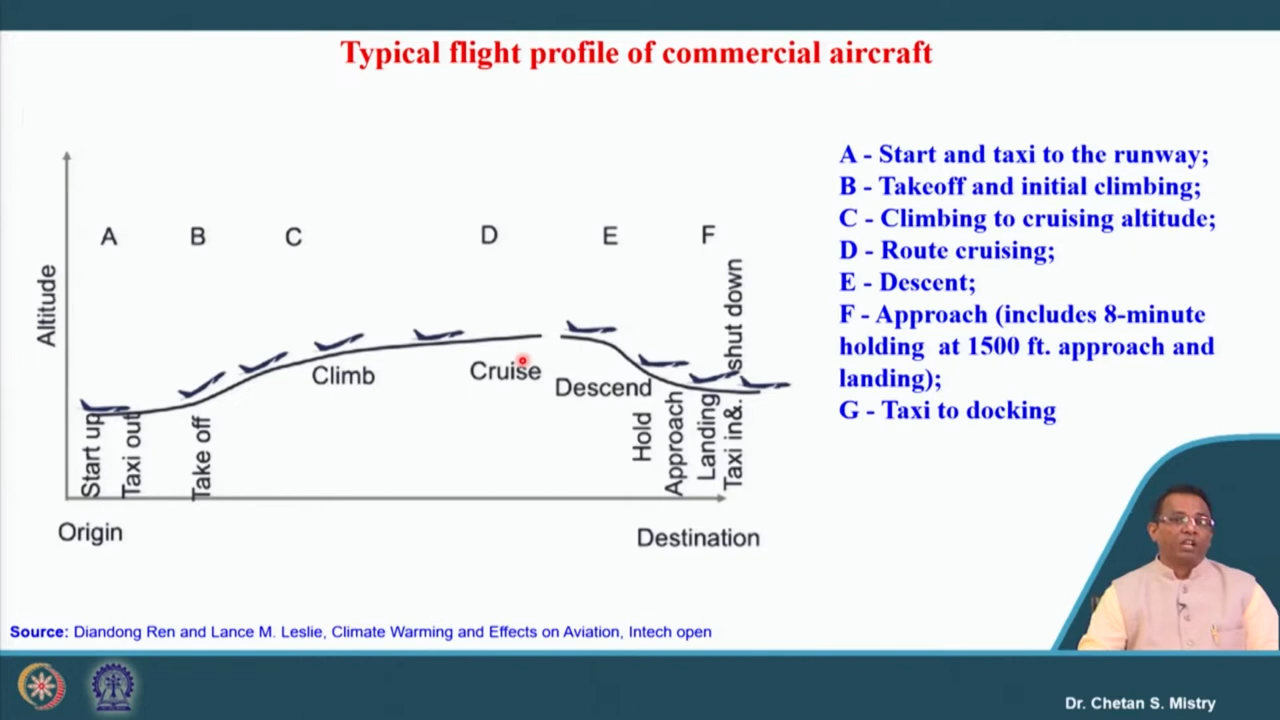 Typical flight profile of commercial aircraft
A B C D E F
Altitude
Start up
Taxi out
Take off
Climb
Cruise
Descend
Hold
Approach
Landing
Taxi in&. shut down
Origin
Destination
A - Start and taxi to the runway;
B - Takeoff and initial climbing;
C - Climbing to cruising altitude;
D - Route cruising;
E - Descent;
F - Approach (includes 8-minute
holding at 1500 ft. approach and
landing);
G - Taxi to docking
Source: Diandong Ren and Lance M. Leslie, Climate Warming and Effects on Aviation, Intech open
Dr. Chetan S. Mistry